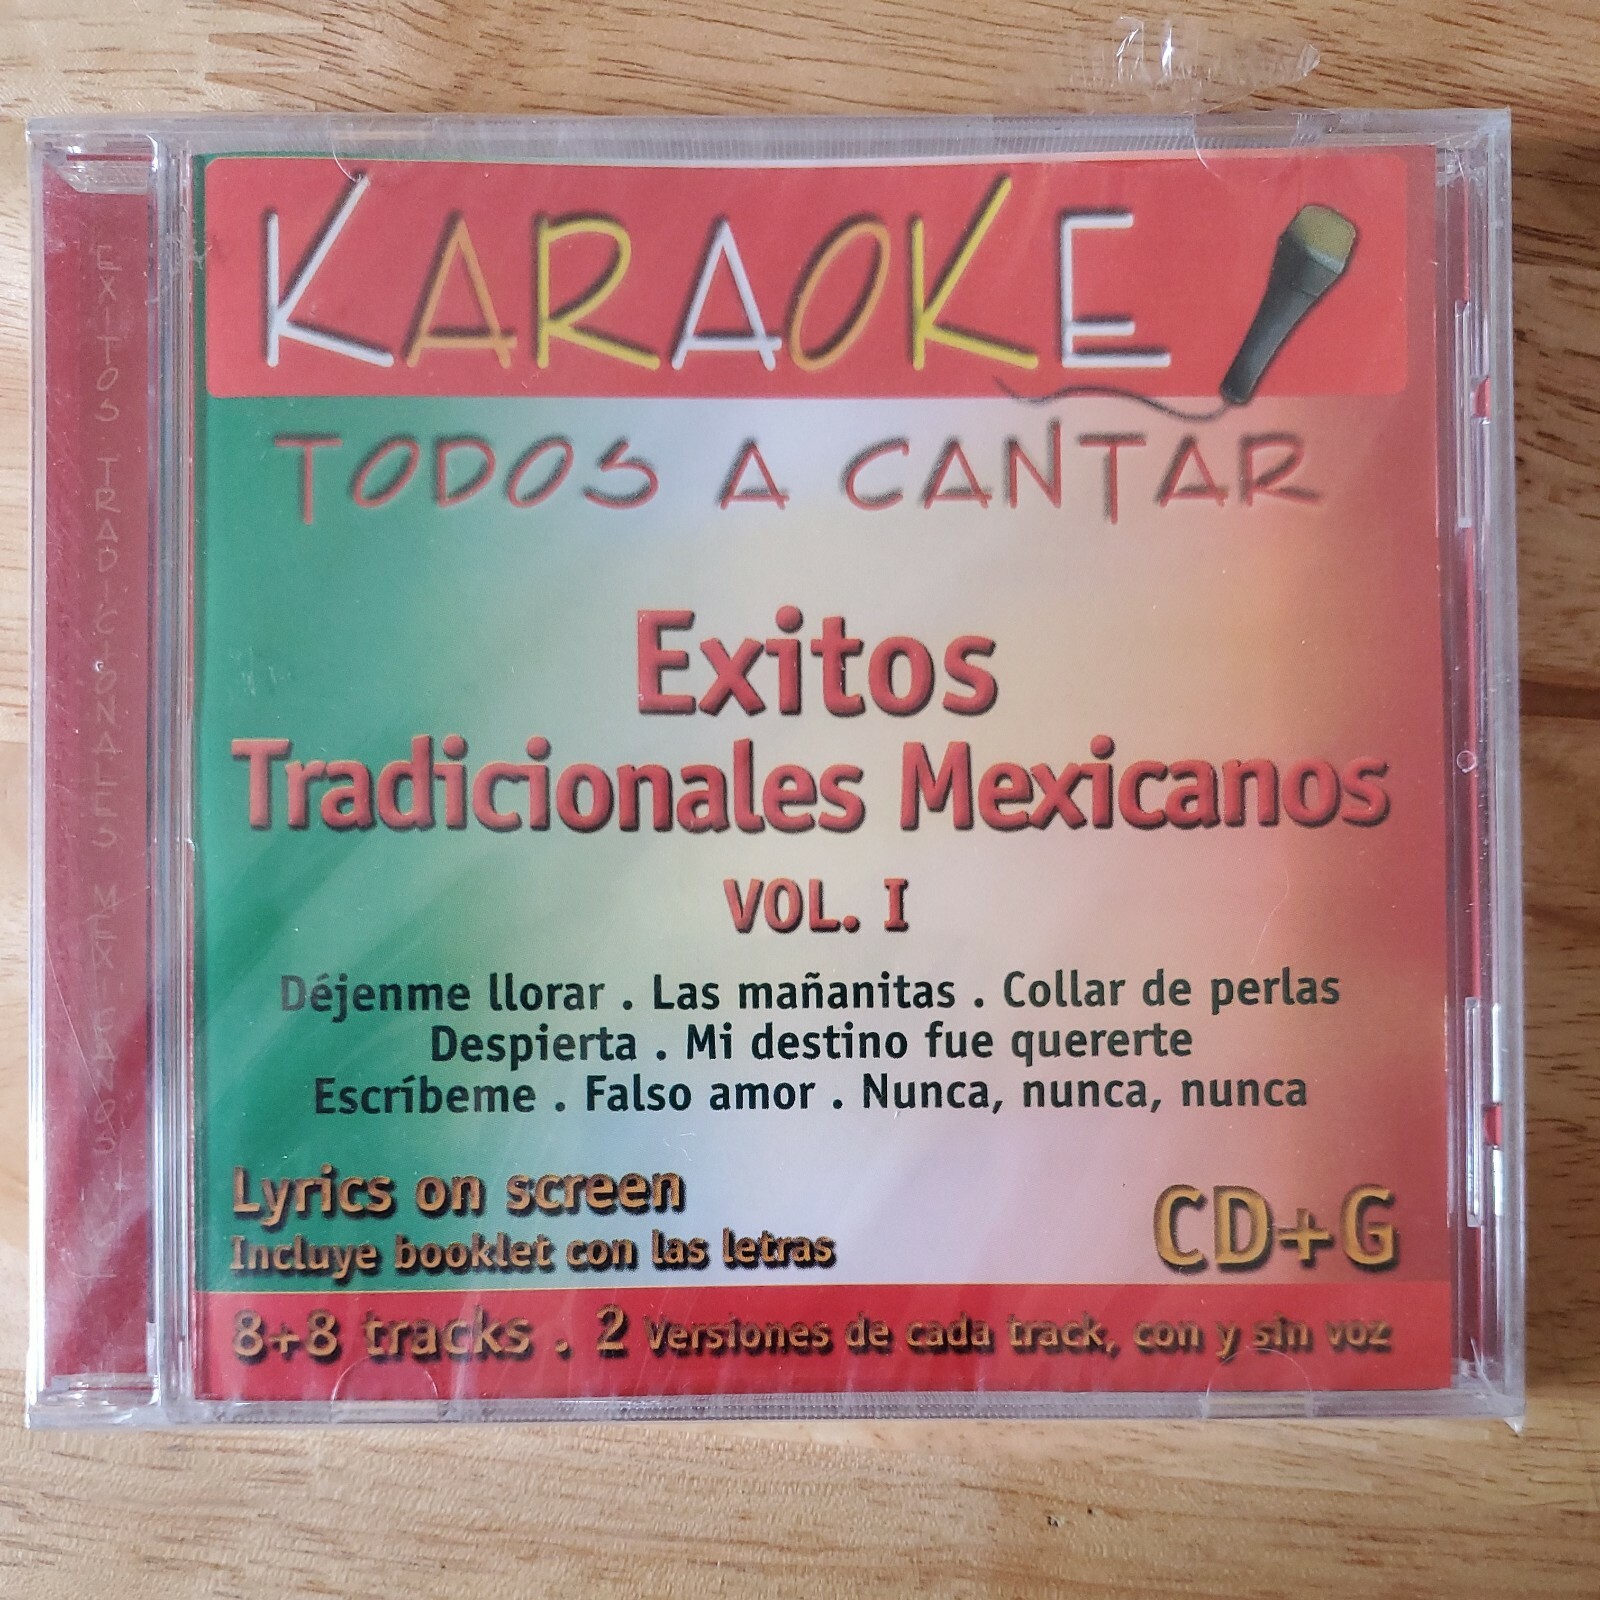 KARAOKE
TODOS A CANTAR
Exitos
Tradicionales Mexicanos
VOL. I
Déjenme llorar . Las mañanitas . Collar de perlas
Despierta . Mi destino fue quererte
Escríbeme . Falso amor . Nunca, nunca, nunca
Lyrics on screen
Incluye booklet con las letras
CD+G
8+8 tracks . 2 Versiones de cada track, con y sin voz
EXITOS TRADICIONALES MEXICANOS VOL. I